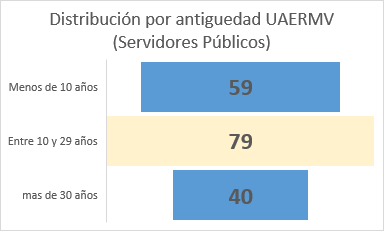 Distribución por antiguedad UAERMV
(Servidores Públicos)
Menos de 10 años
59
Entre 10 y 29 años
79
mas de 30 años
40